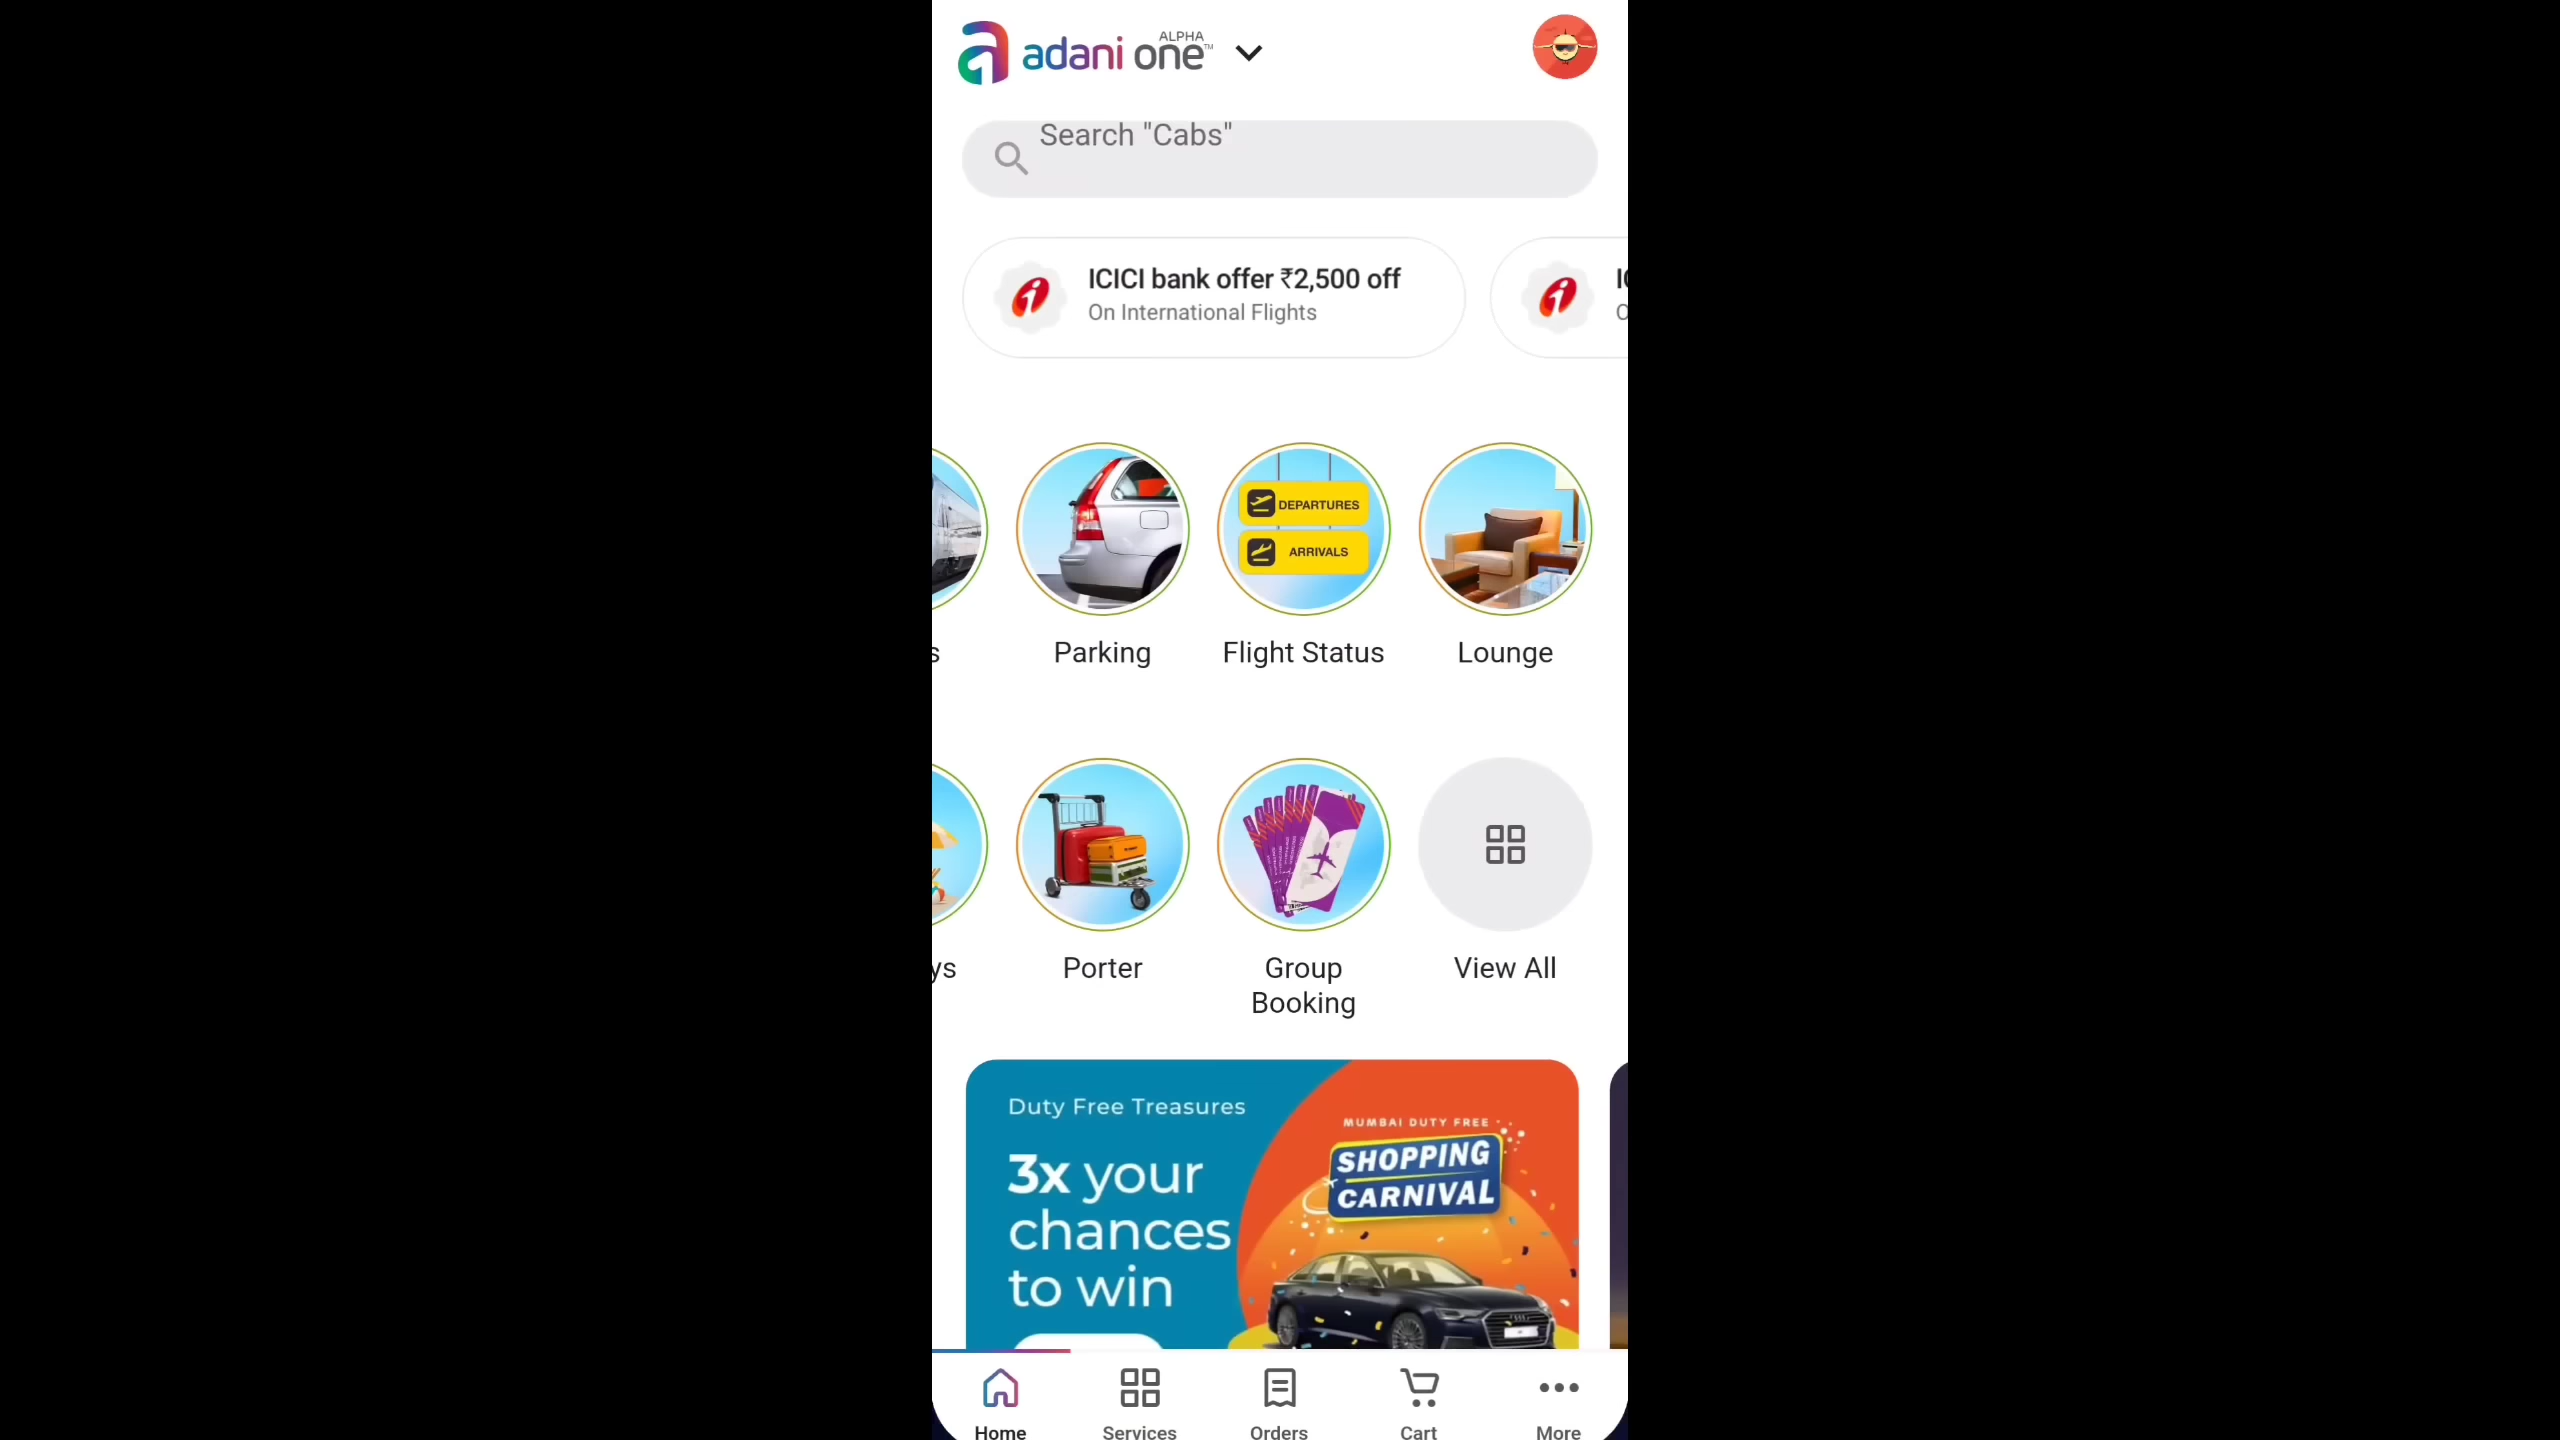 ALPHA
adani one™
Search "Cabs"
ICICI bank offer ₹2,500 off
On International Flights
DEPARTURES
ARRIVALS
s
Parking
Flight Status
Lounge
ys
Porter
Group
Booking
View All
Duty Free Treasures
3x your
chances
to win
MUMBAI DUTY FREE
SHOPPING
CARNIVAL
Home
Services
Orders
Cart
More